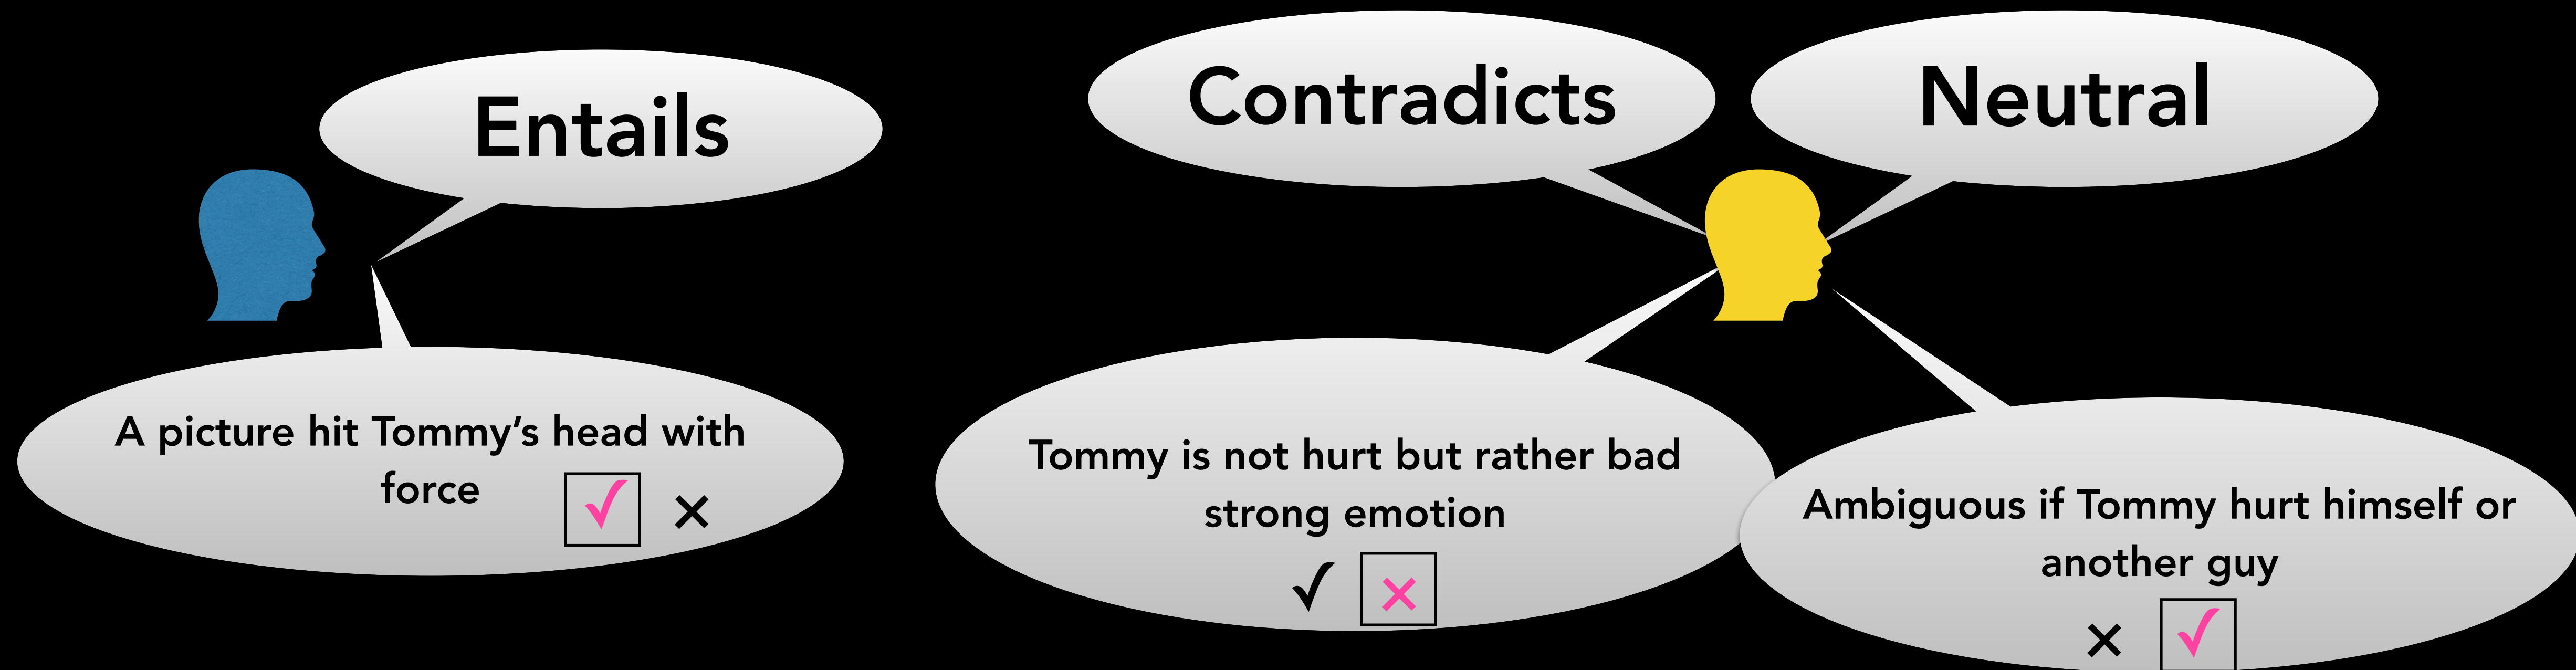 Entails
Contradicts
Neutral
A picture hit Tommy’s head with
force ✓ ×
Tommy is not hurt but rather bad
strong emotion
✓ ×
Ambiguous if Tommy hurt himself or
another guy
× ✓